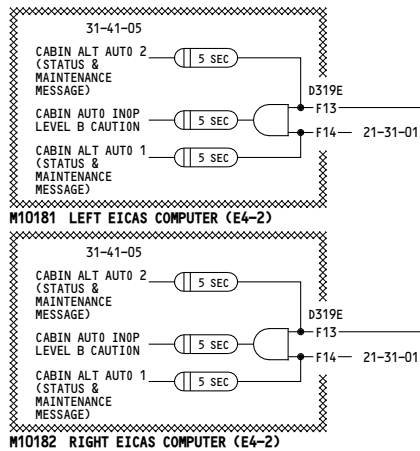 31-41-05
CABIN ALT AUTO 2
(STATUS &
MAINTENANCE
MESSAGE)
5 SEC
D319E
F13
CABIN AUTO INOP
LEVEL B CAUTION
5 SEC
F14
21-31-01
CABIN ALT AUTO 1
(STATUS &
MAINTENANCE
MESSAGE)
5 SEC
M10181 LEFT EICAS COMPUTER (E4-2)
31-41-05
CABIN ALT AUTO 2
(STATUS &
MAINTENANCE
MESSAGE)
5 SEC
D319E
F13
CABIN AUTO INOP
LEVEL B CAUTION
5 SEC
F14
21-31-01
CABIN ALT AUTO 1
(STATUS &
MAINTENANCE
MESSAGE)
5 SEC
M10182 RIGHT EICAS COMPUTER (E4-2)